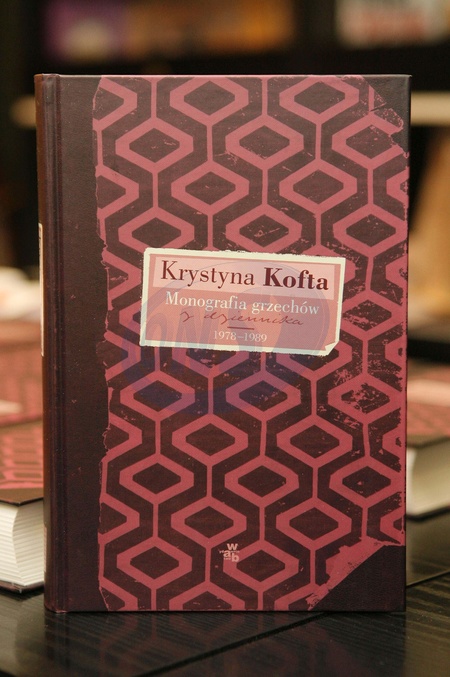 Krystyna Kofta
Monografia grzechów
z dziennika
1978–1989
w
a
b